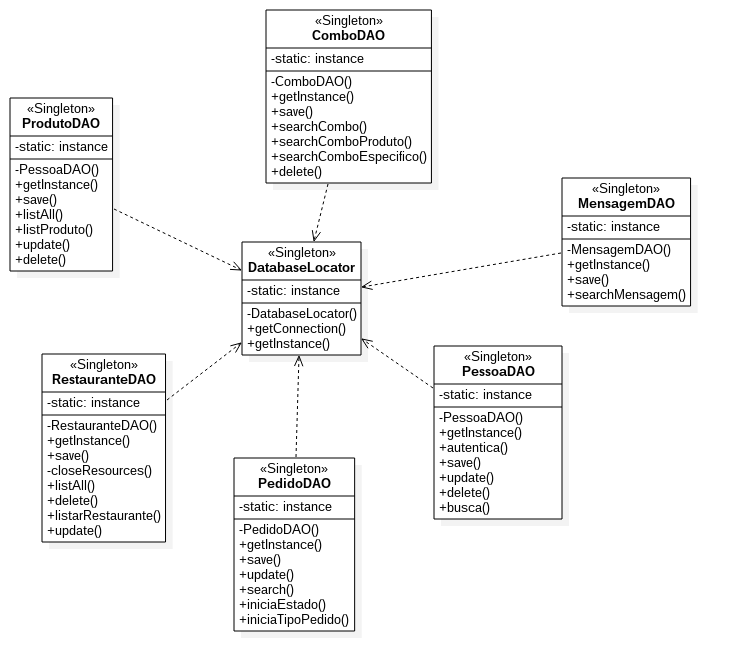 «Singleton»
ComboDAO
-static: instance
-ComboDAO()
+getInstance()
+save()
+searchCombo()
+searchComboProduto()
+searchComboEspecifico()
+delete()
«Singleton»
ProdutoDAO
-static: instance
-PessoaDAO()
+getInstance()
+save()
+listAll()
+listProduto()
+update()
+delete()
«Singleton»
MensagemDAO
-static: instance
-MensagemDAO()
+getInstance()
+save()
+searchMensagem()
«Singleton»
DatabaseLocator
-static: instance
-DatabaseLocator()
+getConnection()
+getInstance()
«Singleton»
RestauranteDAO
-static: instance
-RestauranteDAO()
+getInstance()
+save()
-closeResources()
+listAll()
+delete()
+listarRestaurante()
+update()
«Singleton»
PessoaDAO
-static: instance
-PessoaDAO()
+getInstance()
+autentica()
+save()
+update()
+delete()
+busca()
«Singleton»
PedidoDAO
-static: instance
-PedidoDAO()
+getInstance()
+save()
+update()
+search()
+iniciaEstado()
+iniciaTipoPedido()